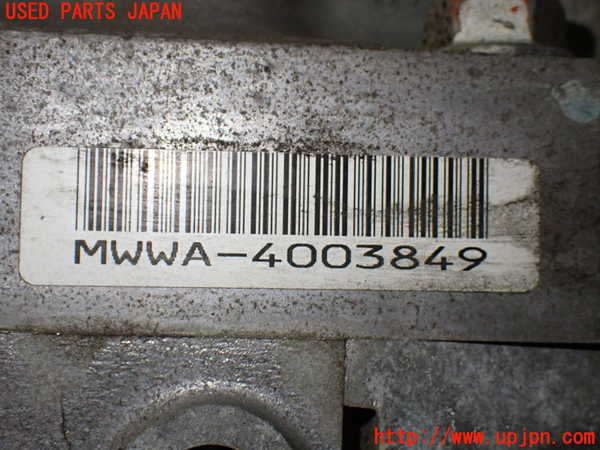 USED PARTS JAPAN
MWWA-4003849
http://www.upjpn.com/